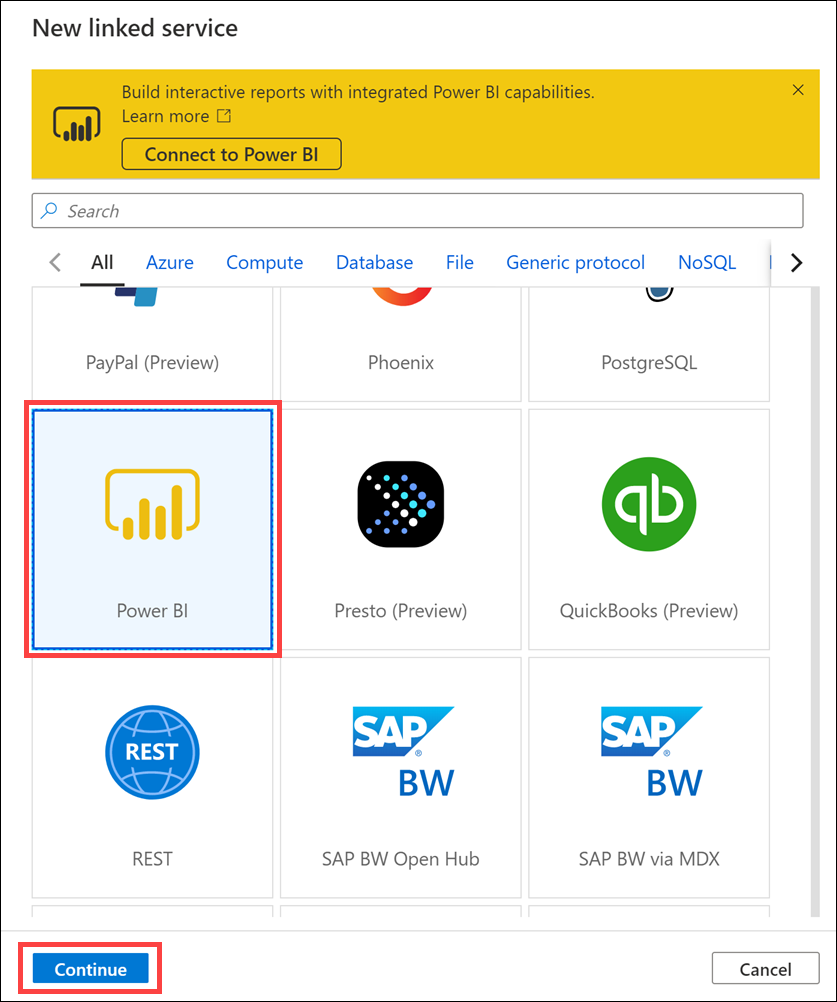 New linked service
Build interactive reports with integrated Power BI capabilities.
Learn more
Connect to Power BI
Search
All Azure Compute Database File Generic protocol NoSQL
PayPal (Preview) Phoenix PostgreSQL
qb
Power BI Presto (Preview) QuickBooks (Preview)
REST SAP® BW SAP® BW
REST SAP BW Open Hub SAP BW via MDX
Continue Cancel